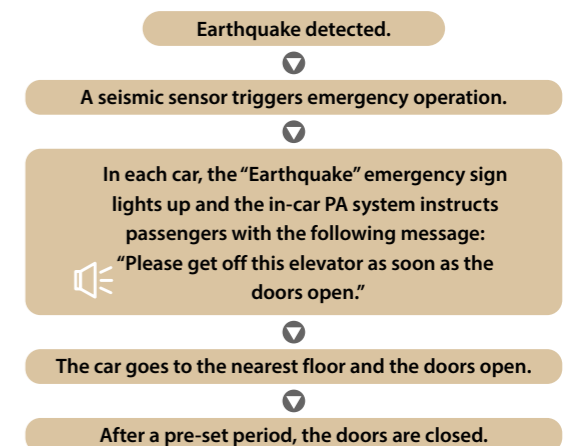 Earthquake detected.
A seismic sensor triggers emergency operation.
In each car, the “Earthquake” emergency sign
lights up and the in-car PA system instructs
passengers with the following message:
“Please get off this elevator as soon as the
doors open.”
The car goes to the nearest floor and the doors open.
After a pre-set period, the doors are closed.